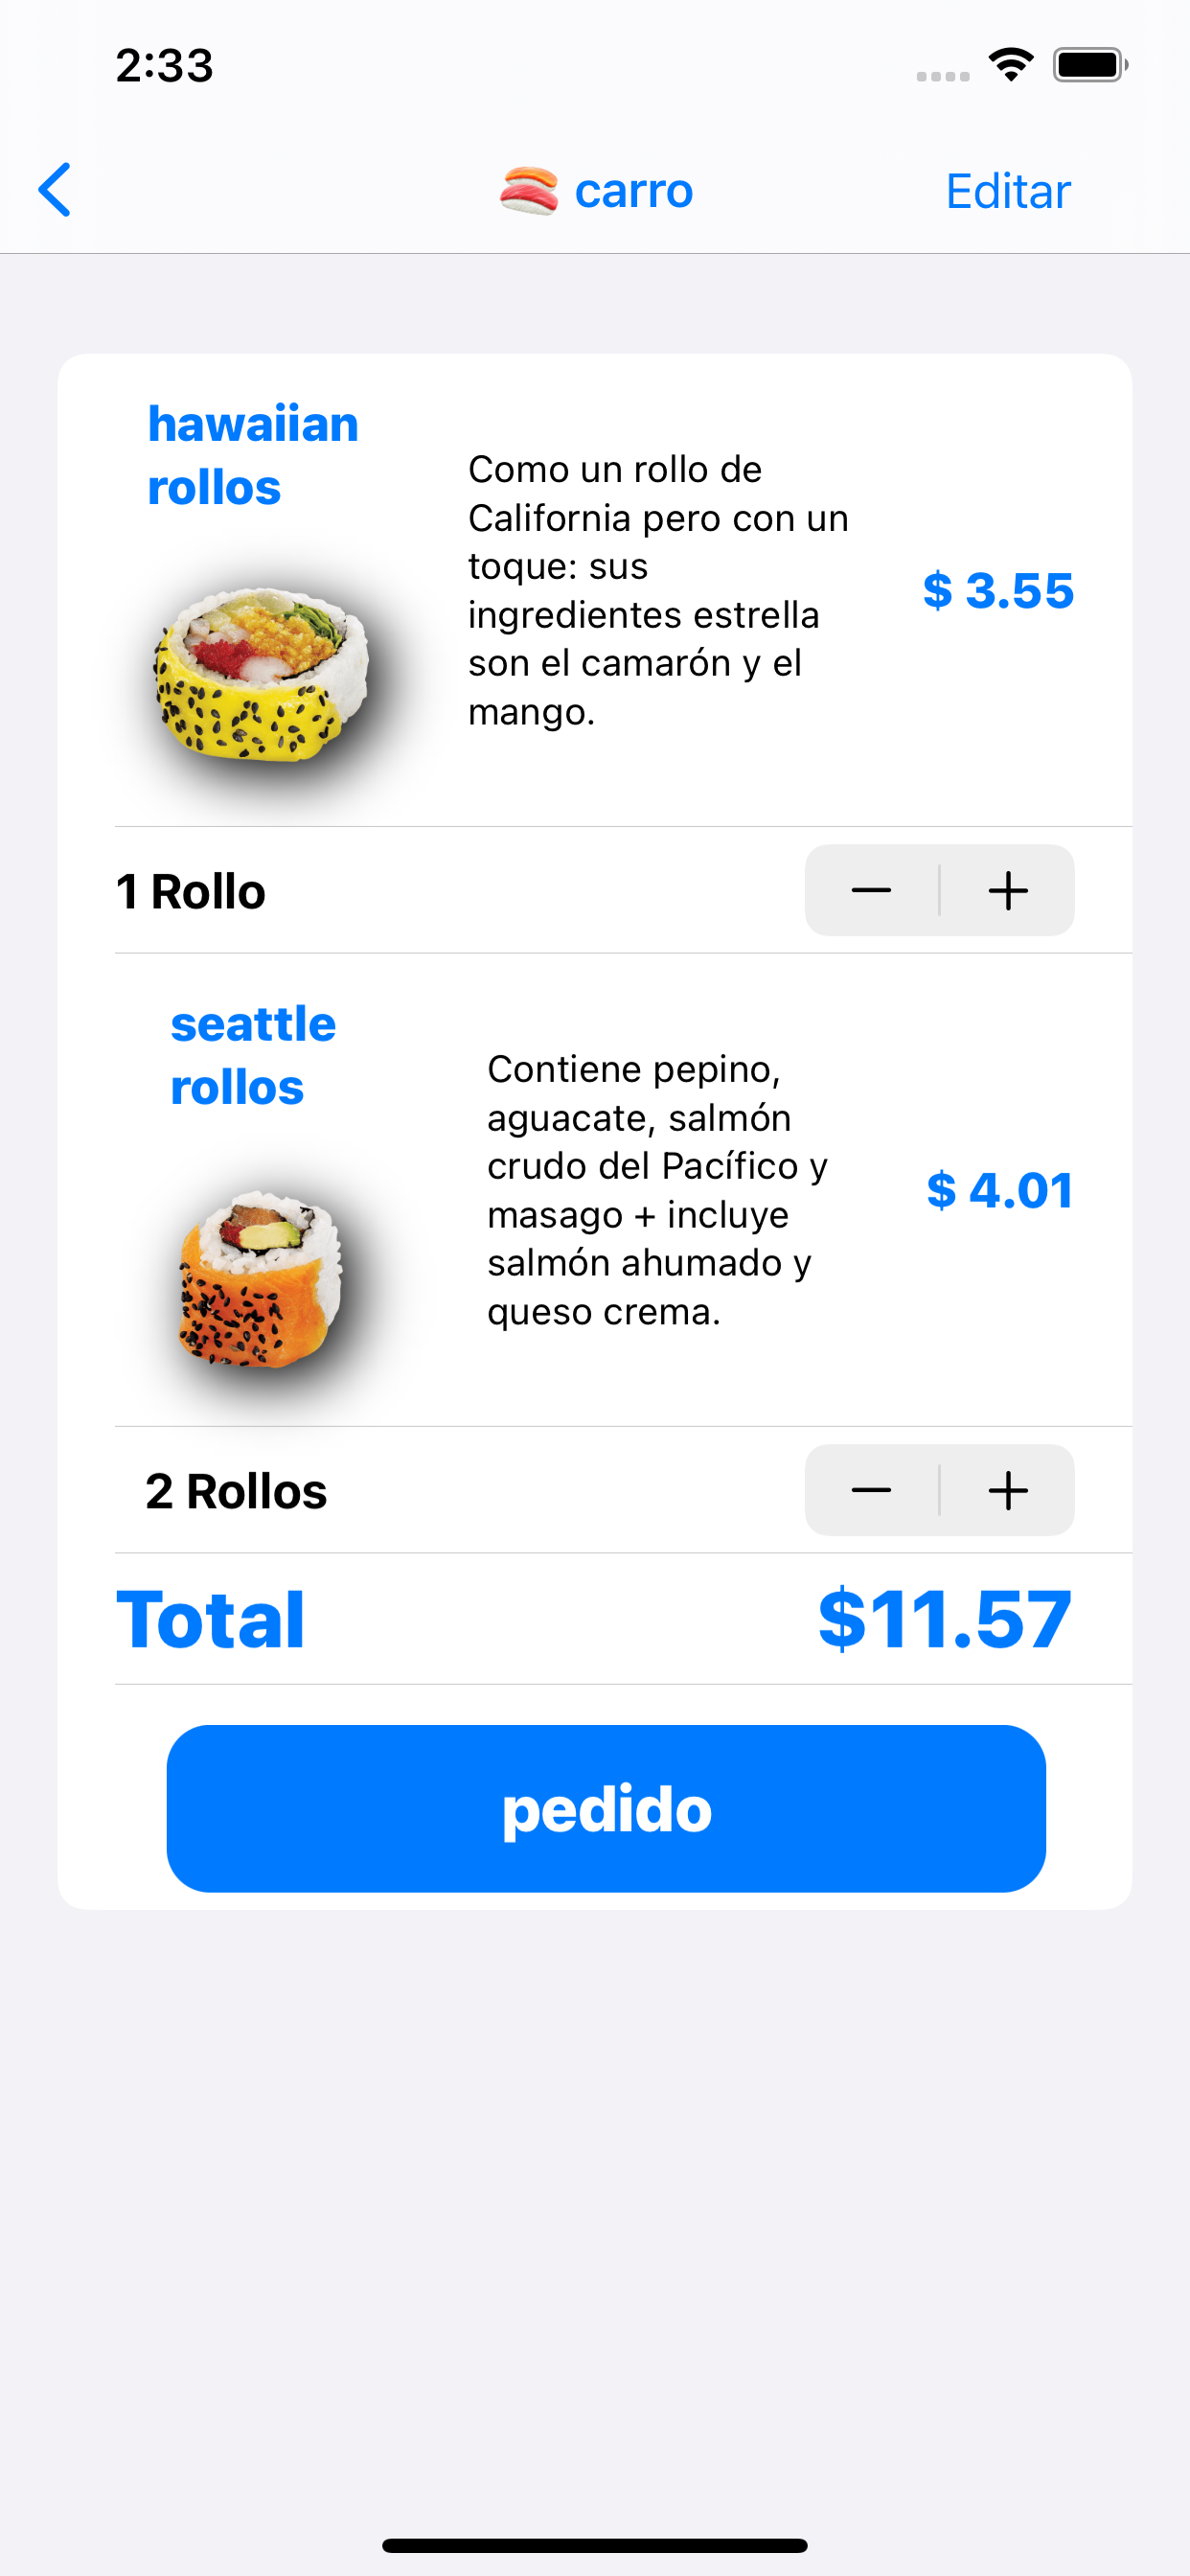 2:33
carro
Editar
hawaiian
rollos
Como un rollo de
California pero con un
toque: sus
ingredientes estrella
son el camarón y el
mango.
$ 3.55
1 Rollo
seattle
rollos
Contiene pepino,
aguacate, salmón
crudo del Pacífico y
masago + incluye
salmón ahumado y
queso crema.
$ 4.01
2 Rollos
Total
$11.57
pedido